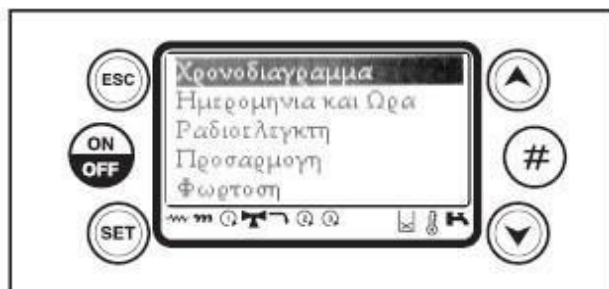 ESC
ON
OFF
SET
Χρονοδιαγραμμα
Ημερομηνια και Ωρα
Ραδιοελεγκτη
Προσαρμογη
Φωρτοση
#